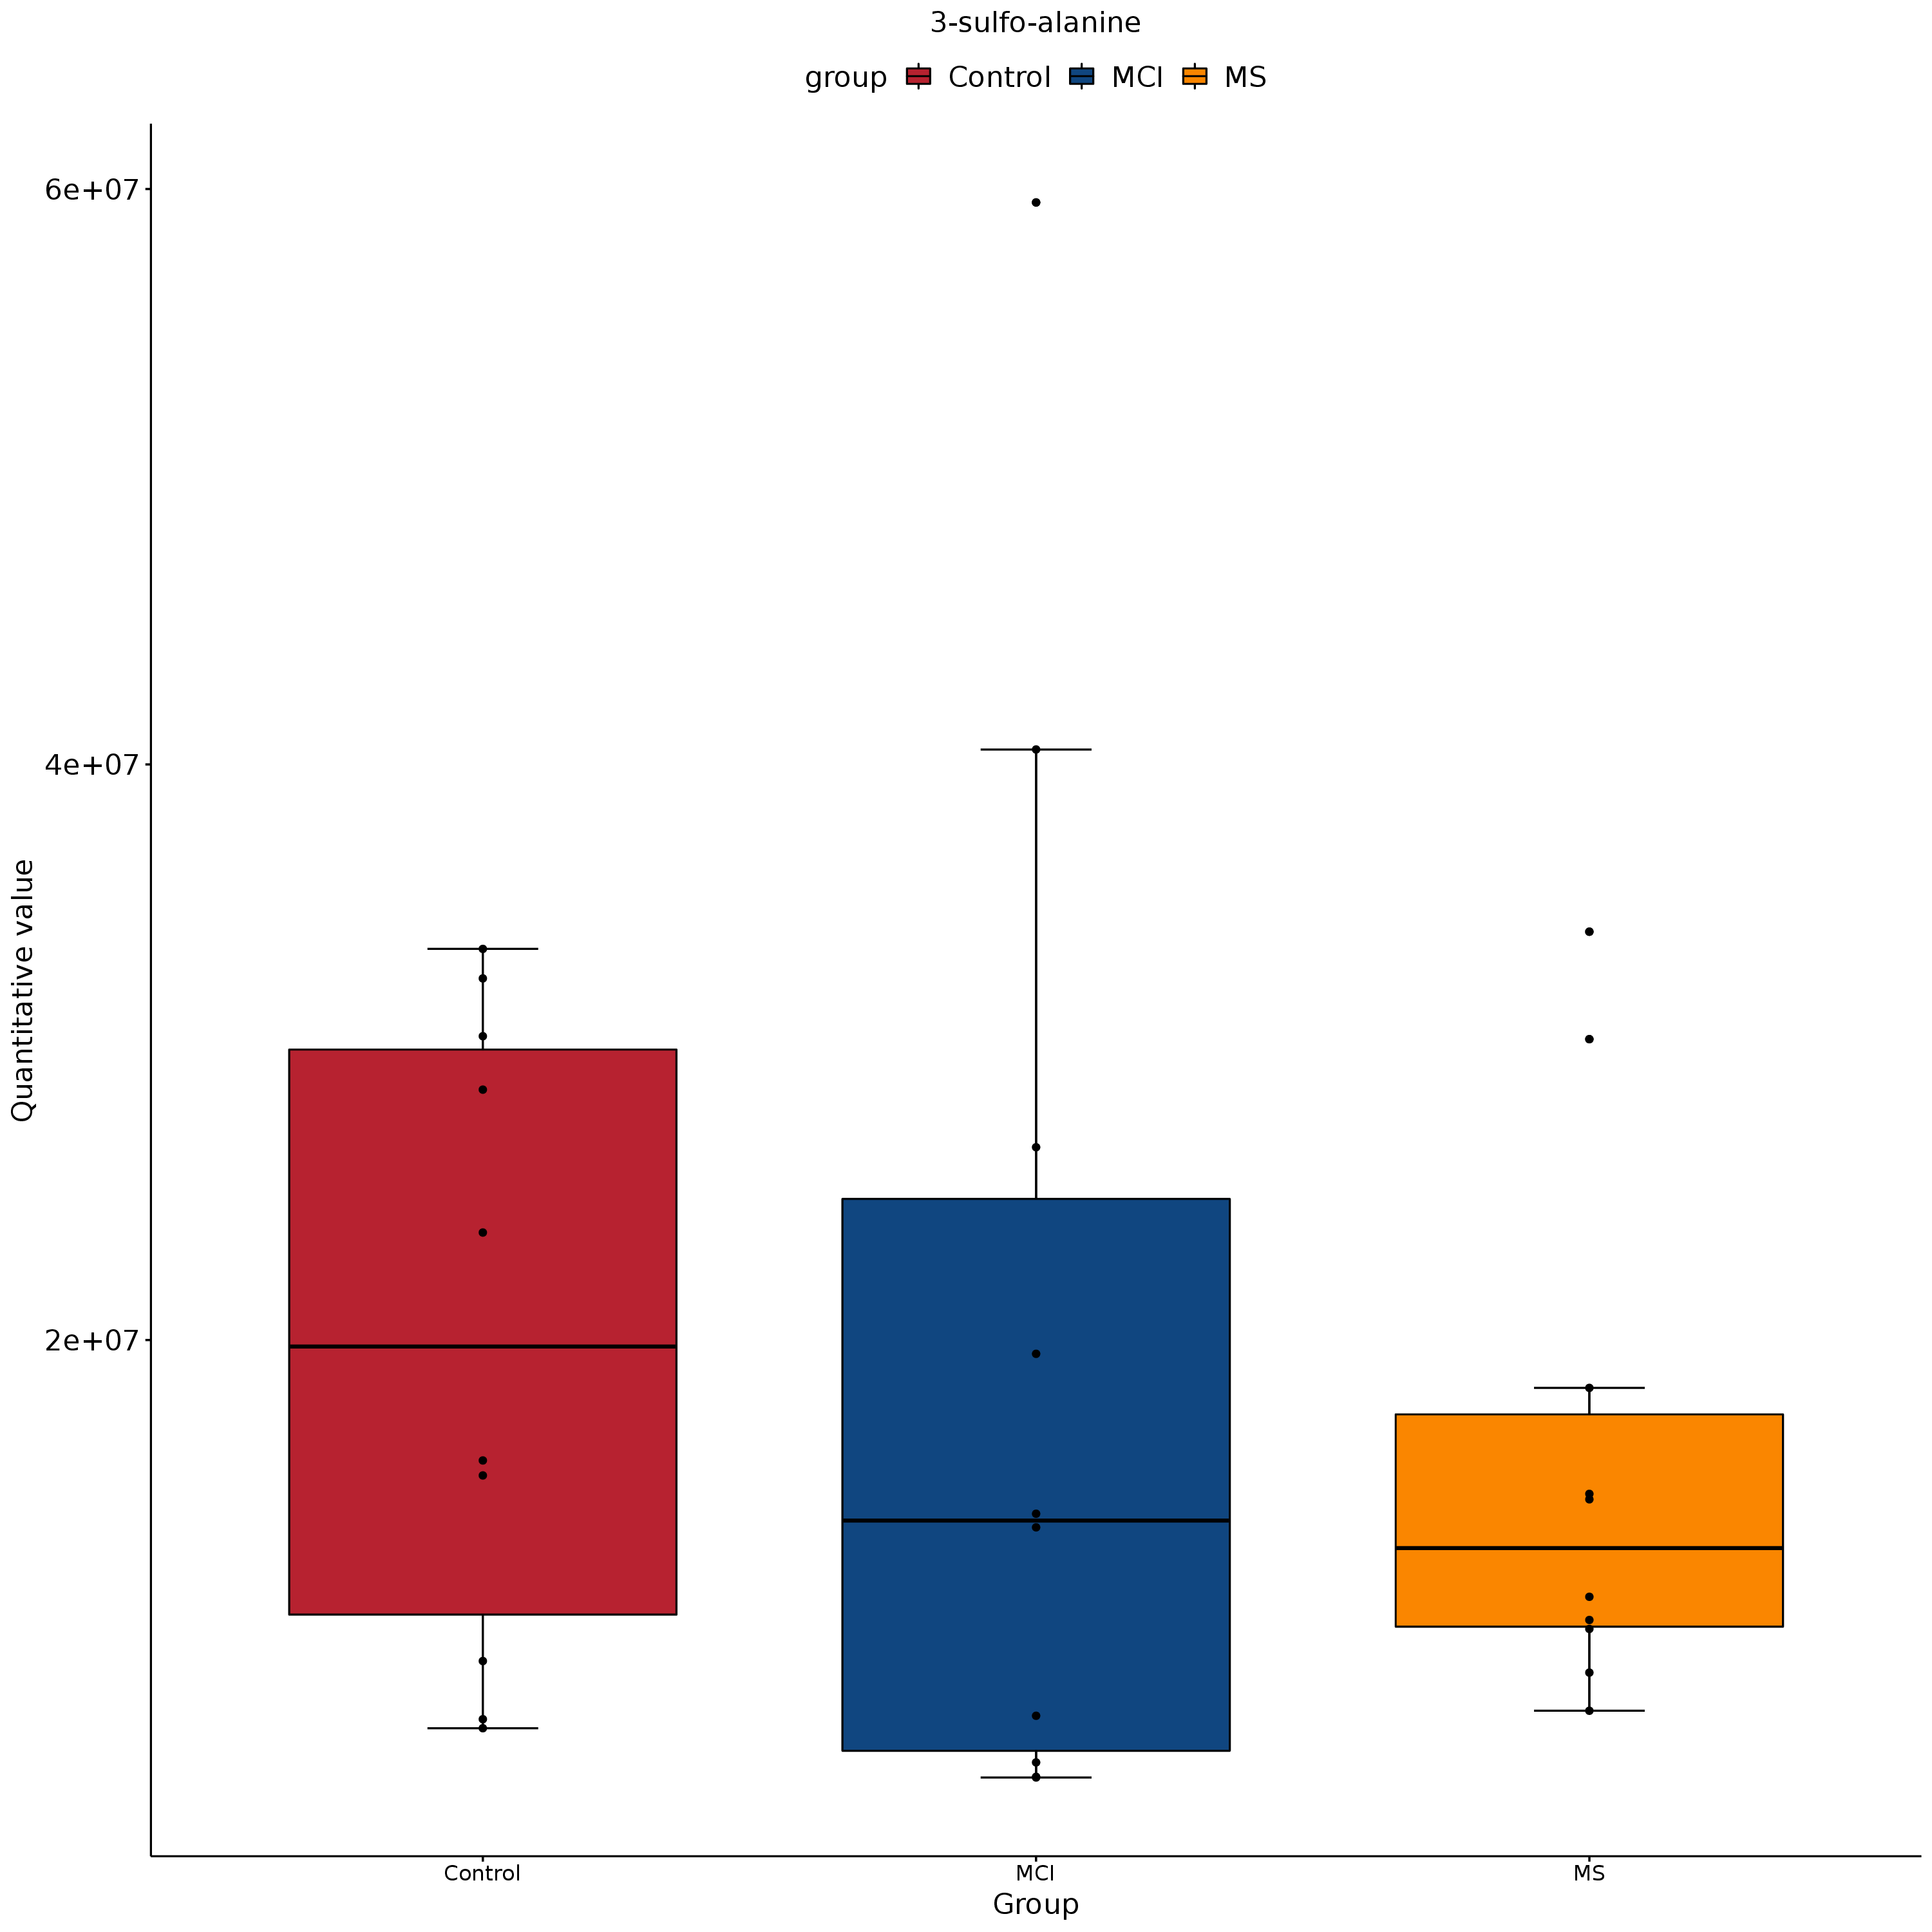 3-sulfo-alanine
group Control MCI MS
6e+07
4e+07
2e+07
Quantitative value
Control MCI MS
Group